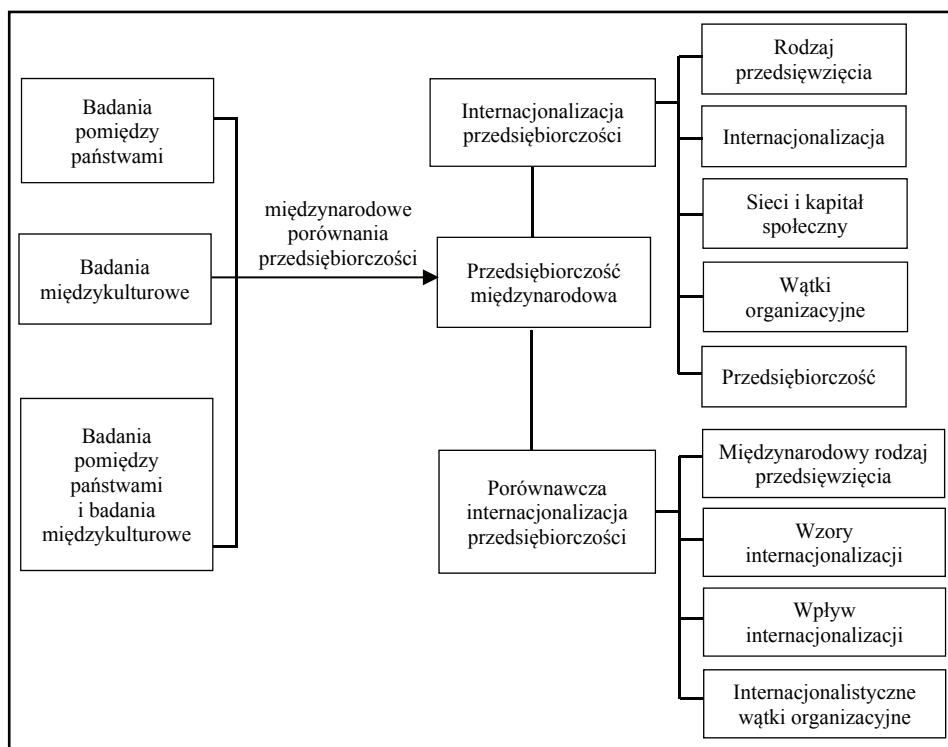 Badania
pomiędzy
państwami
Badania
międzykulturowe
Badania
pomiędzy
państwami
i badania
międzykulturowe
międzynarodowe
porównania
przedsiębiorczości
Internacjonalizacja
przedsiębiorczości
Przedsiębiorczość
międzynarodowa
Porównawcza
internacjonalizacja
przedsiębiorczości
Rodzaj
przedsięwzięcia
Internacjonalizacja
Sieci i kapitał
społeczny
Wątki
organizacyjne
Przedsiębiorczość
Międzynarodowy rodzaj
przedsięwzięcia
Wzory
internacjonalizacji
Wpływ
internacjonalizacji
Internacjonalistyczne
wątki organizacyjne